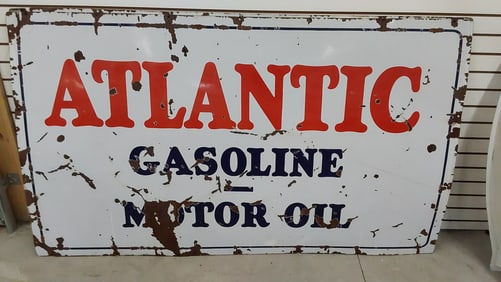 ATLANTIC
GASOLINE
—
MOTOR OIL